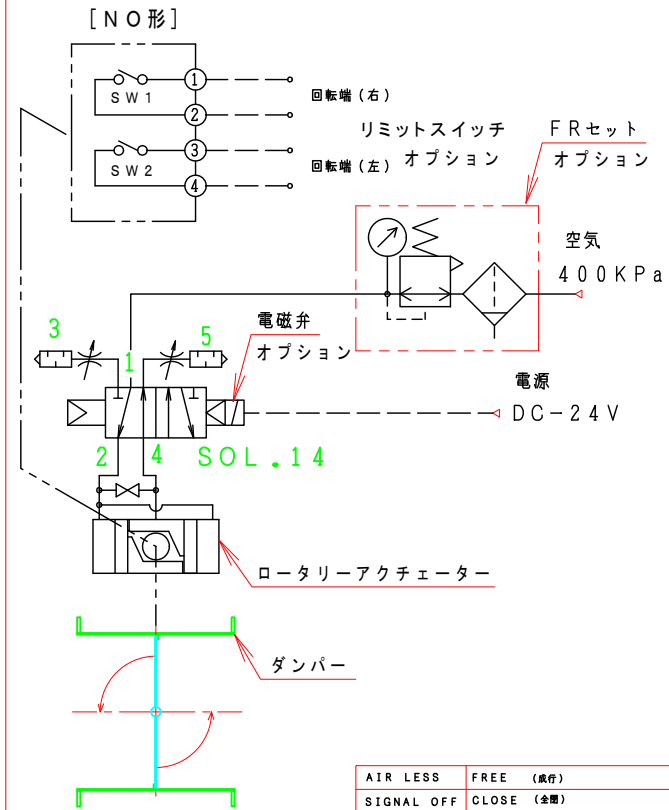 [NO形]
① 
SW1
②
回転端(右)
③
SW2
④
回転端(左)
リミットスイッチ
オプション
FRセット
オプション
空気
400KPa
3
1
5
電磁弁
オプション
電源
DC-24V
2
4
SOL.14
ロータリーアクチェーター
ダンパー
AIR LESS FREE (成行)
SIGNAL OFF CLOSE (全閉)